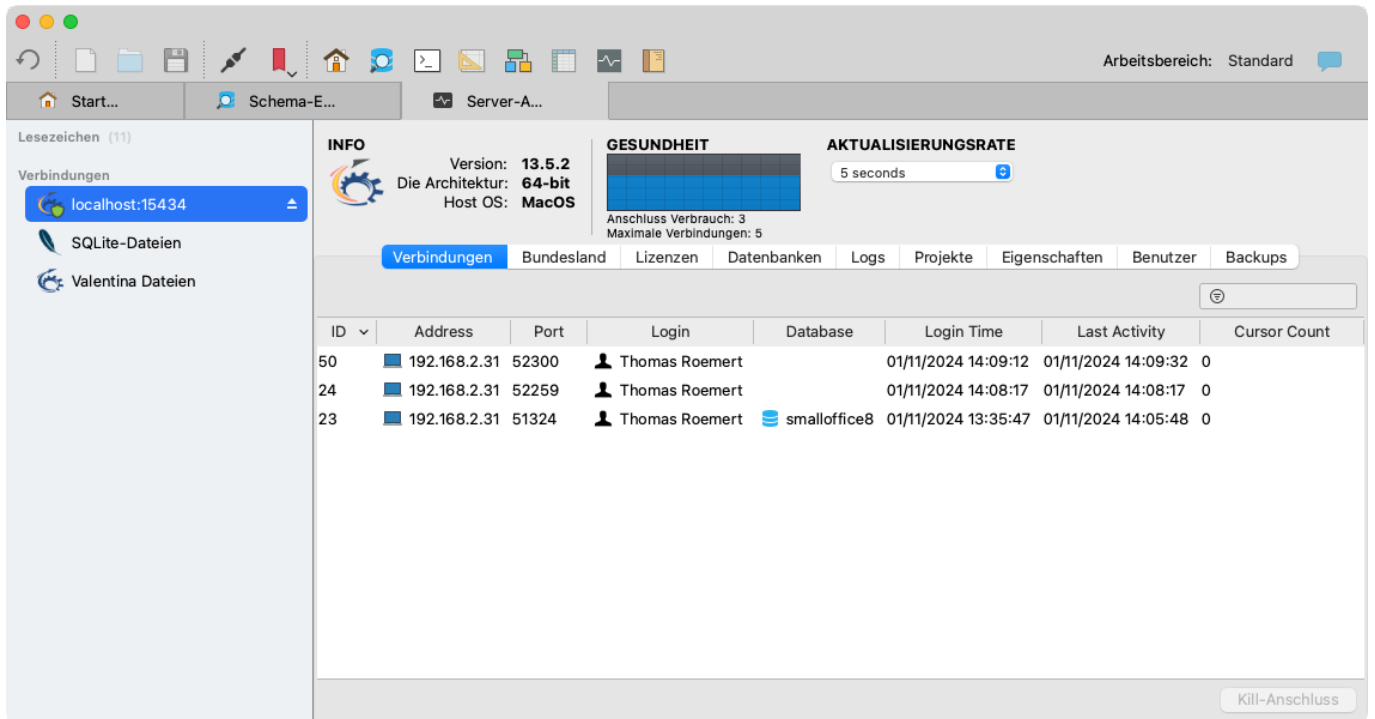 Arbeitsbereich: Standard
Start... Schema-E... Server-A...
Lesezeichen (11)
Verbindungen
localhost:15434
SQLite-Dateien
Valentina Dateien
INFO
Version: 13.5.2
Die Architektur: 64-bit
Host OS: MacOS
GESUNDHEIT
Anschluss Verbrauch: 3
Maximale Verbindungen: 5
AKTUALISIERUNGSRATE
5 seconds
Verbindungen Bundesland Lizenzen Datenbanken Logs Projekte Eigenschaften Benutzer Backups
ID Address Port Login Database Login Time Last Activity Cursor Count
50 192.168.2.31 52300 Thomas Roemert 01/11/2024 14:09:12 01/11/2024 14:09:32 0
24 192.168.2.31 52259 Thomas Roemert 01/11/2024 14:08:17 01/11/2024 14:08:17 0
23 192.168.2.31 51324 Thomas Roemert smalloffice8 01/11/2024 13:35:47 01/11/2024 14:05:48 0
Kill-Anschluss